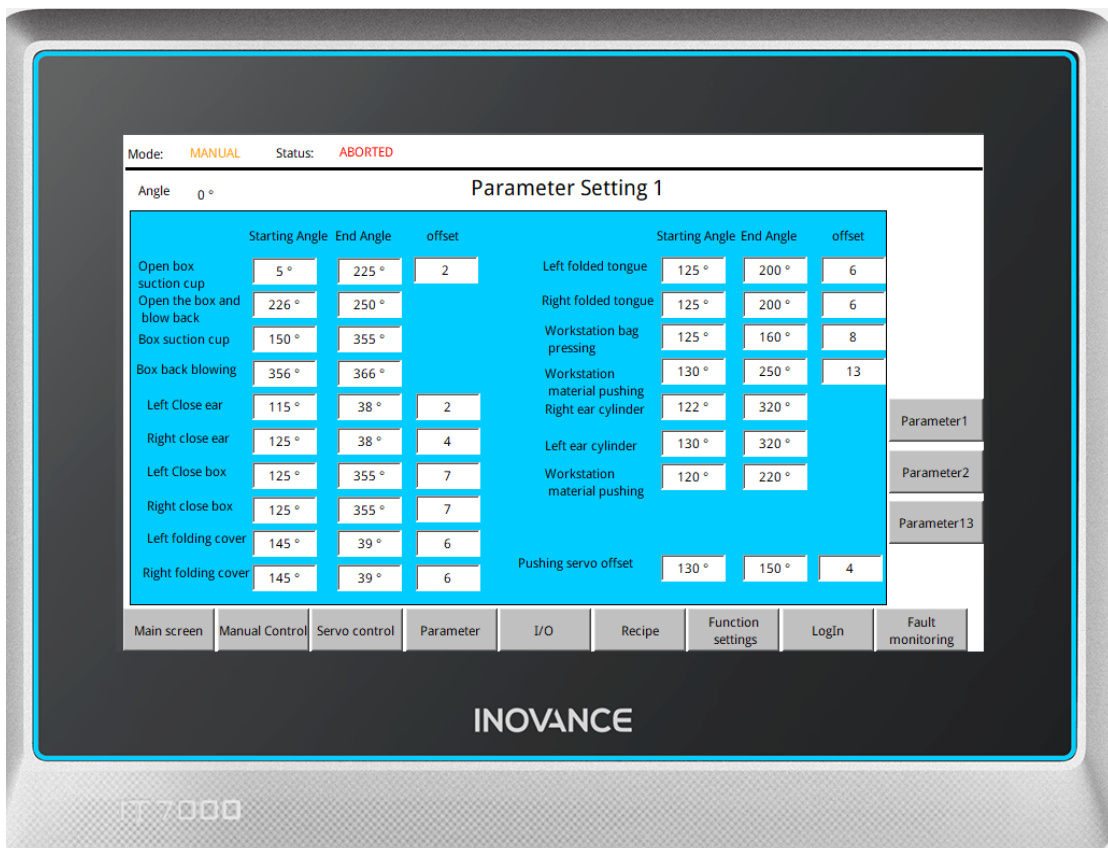 Mode: MANUAL Status: ABORTED
Angle 0 ° Parameter Setting 1
Starting Angle End Angle offset Starting Angle End Angle offset
Open box
suction cup 5 ° 225 ° 2 Left folded tongue 125 ° 200 ° 6
Open the box and
blow back 226 ° 250 ° Right folded tongue 125 ° 200 ° 6
Box suction cup 150 ° 355 ° Workstation bag
pressing 125 ° 160 ° 8
Box back blowing 356 ° 366 ° Workstation
material pushing 130 ° 250 ° 13
Left Close ear 115 ° 38 ° 2 Right ear cylinder 122 ° 320 °
Parameter1
Right close ear 125 ° 38 ° 4 Left ear cylinder 130 ° 320 °
Left Close box 125 ° 355 ° 7 Workstation
material pushing 120 ° 220 °
Parameter2
Right close box 125 ° 355 ° 7
Parameter13
Left folding cover 145 ° 39 ° 6
Right folding cover 145 ° 39 ° 6 Pushing servo offset 130 ° 150 ° 4
Main screen Manual Control Servo control Parameter I/O Recipe Function
settings LogIn Fault
monitoring
INOVANCE
IT7000